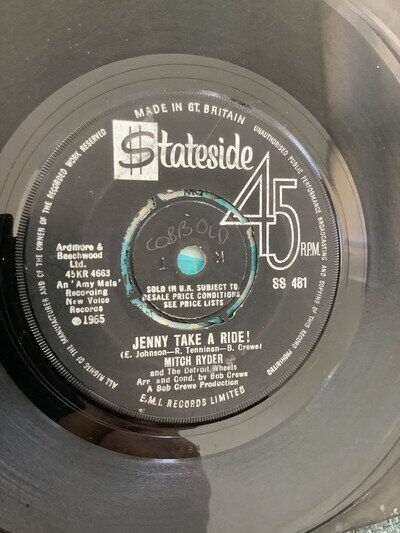 MADE IN GT. BRITAIN
$tateside
45
R.P.M.
ALL RIGHTS OF THE MANUFACTURER AND OF THE OWNER OF THE RECORDED WORK RESERVED
UNAUTHORISED PUBLIC PERFORMANCE BROADCASTING AND COPYING OF THIS RECORD PROHIBITED
COBBOLD
Ardmore &
Beechwood
Ltd.
45KR 4663
An 'Amy Mala'
Recording
New Voice
Records
℗1965
SOLD IN U.K. SUBJECT TO
RESALE PRICE CONDITIONS,
SEE PRICE LISTS
SS 481
JENNY TAKE A RIDE!
(E. Johnson—R. Tenninan—B. Crewe)
MITCH RYDER
and The Detroit Wheels
Arr. and Cond. by Bob Crewe
A Bob Crewe Production
E.M.I. RECORDS LIMITED